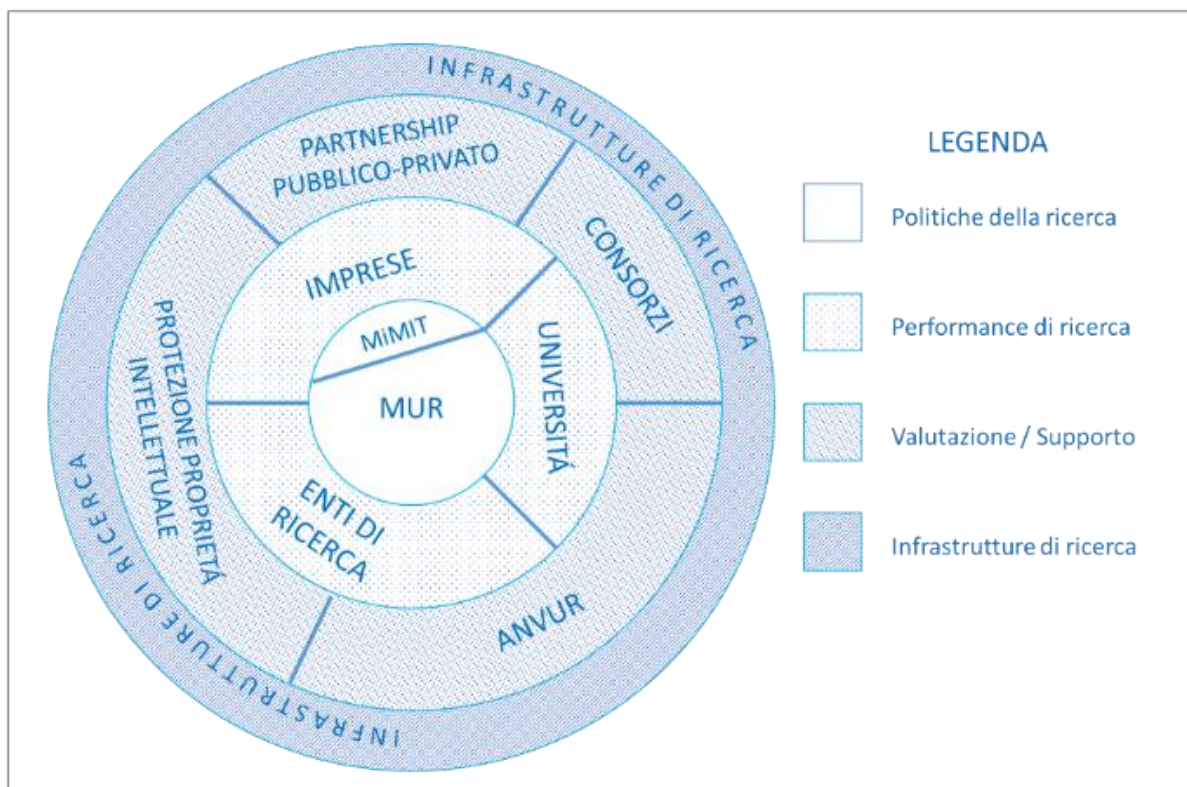 INFRASTRUTTURE DI RICERCA
PARTNERSHIP
PUBBLICO-PRIVATO
CONSORZI
IMPRESE
MiMIT
MUR
UNIVERSITÁ
PROTEZIONE PROPRIETÁ
INTELLETTUALE
ENTI DI
RICERCA
ANVUR
INFRASTRUTTURE DI RICERCA
LEGENDA
Politiche della ricerca
Performance di ricerca
Valutazione / Supporto
Infrastrutture di ricerca